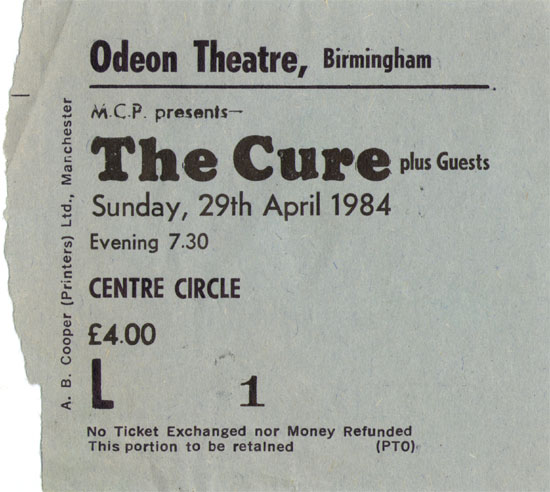 Odeon Theatre, Birmingham
M.C.P. presents—
The Cure plus Guests
Sunday, 29th April 1984
Evening 7.30
CENTRE CIRCLE
£4.00
L 1
No Ticket Exchanged nor Money Refunded
This portion to be retained (PTO)
A. B. Cooper (Printers) Ltd., Manchester